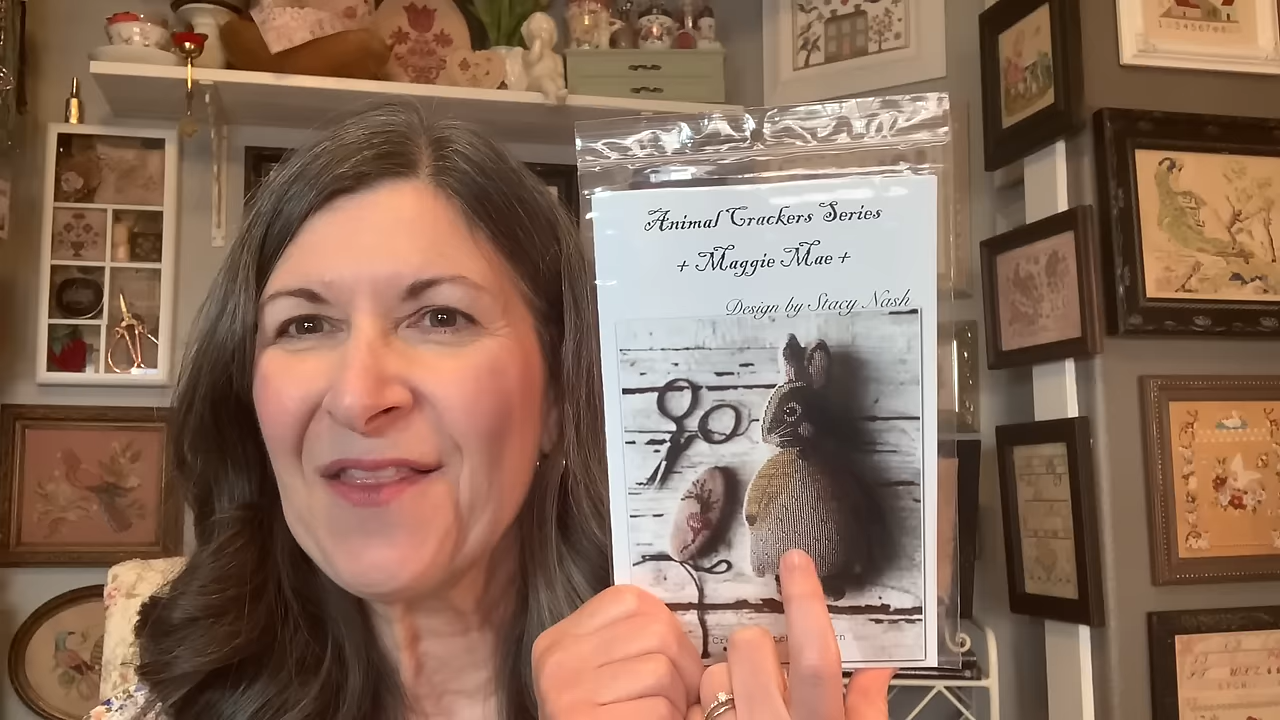 Animal Crackers Series
+ Maggie Mae +
Design by Stacy Nash